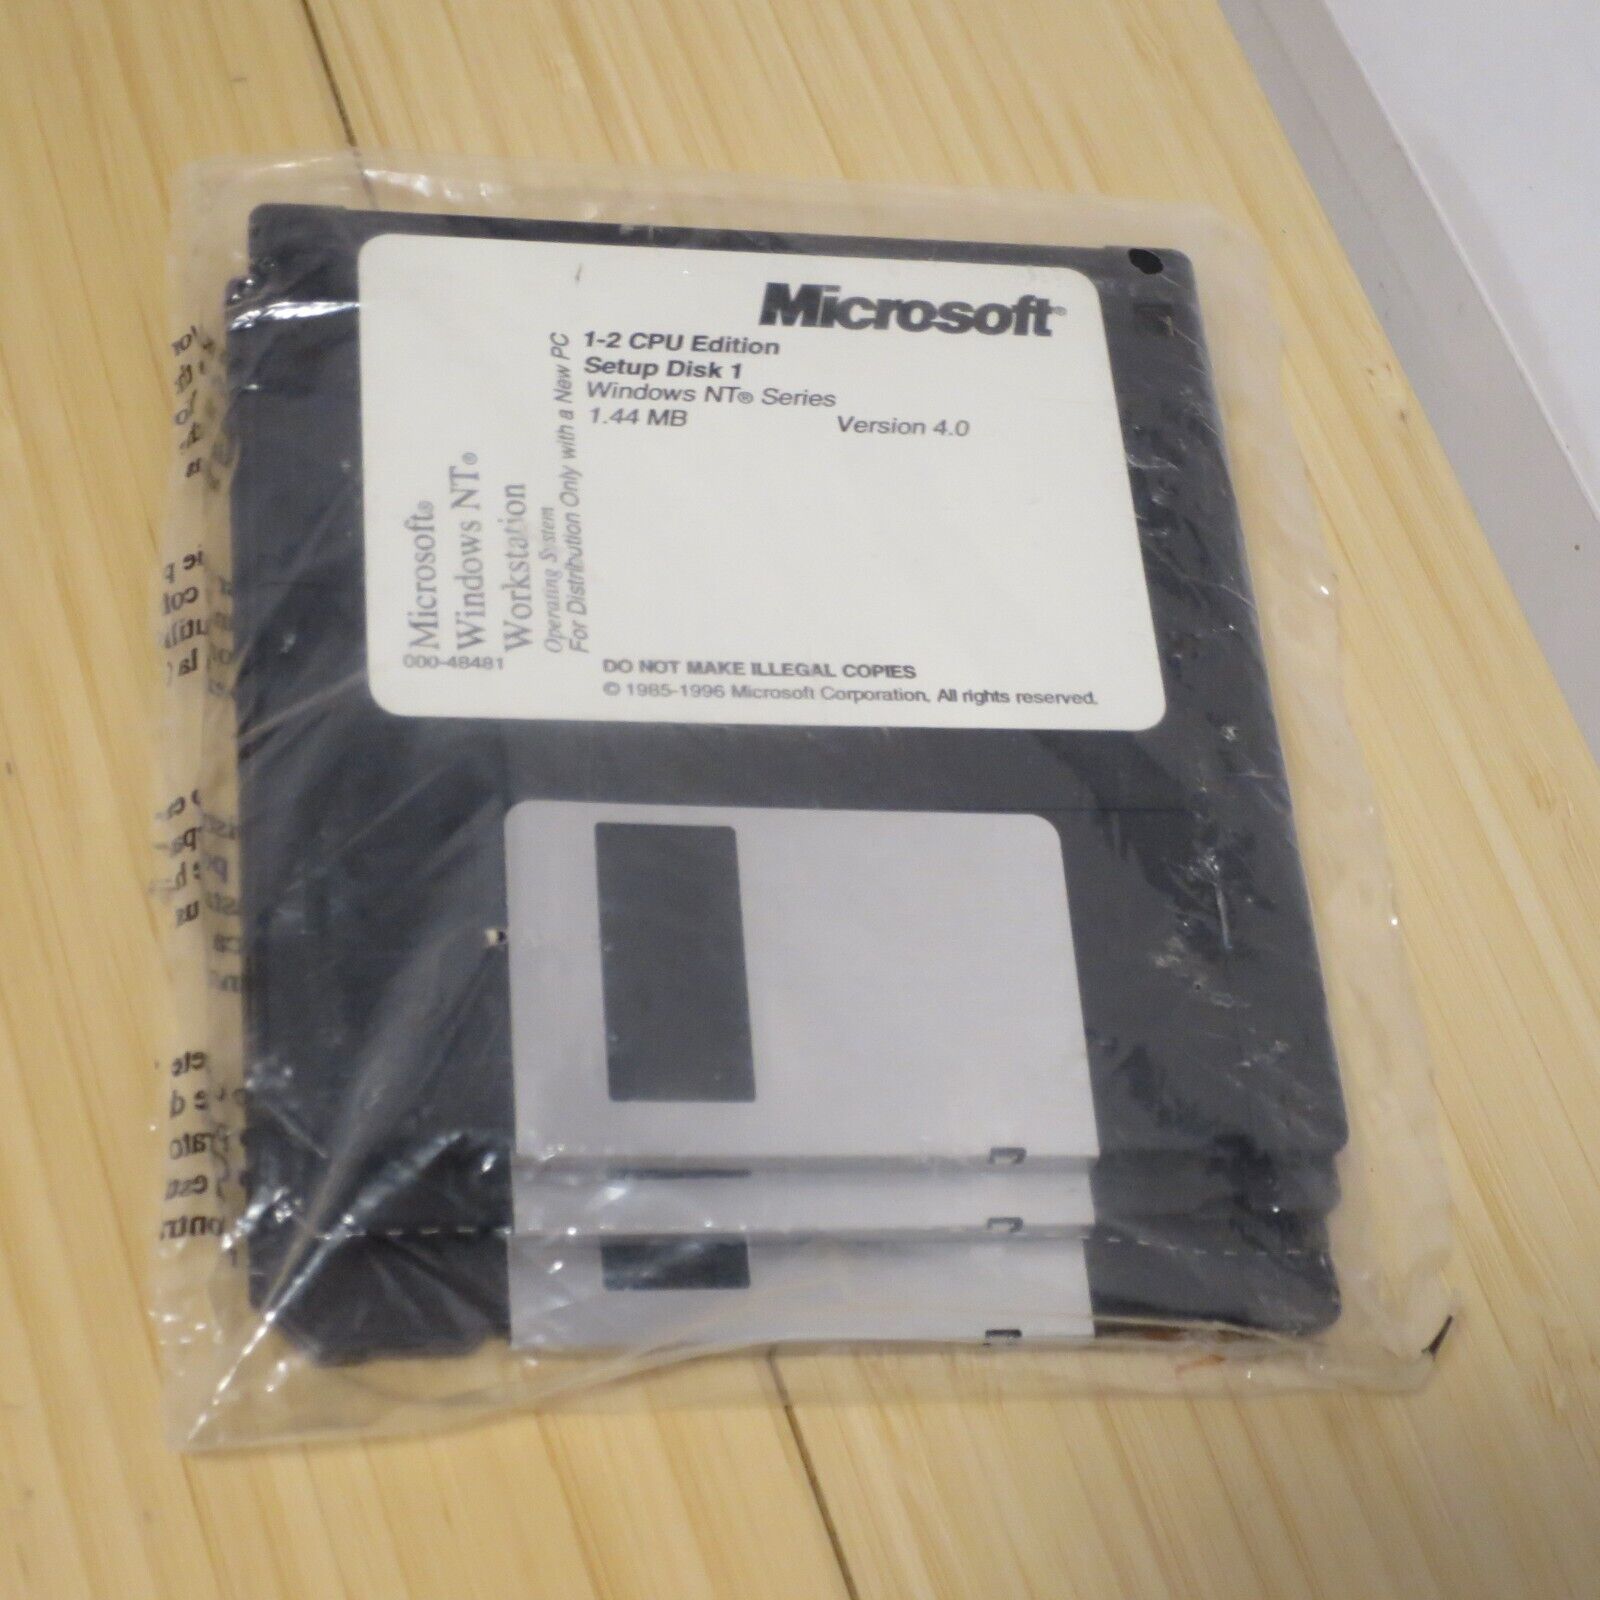 Microsoft®
1-2 CPU Edition
Setup Disk 1
Windows NT® Series
1.44 MB Version 4.0
Microsoft®
Windows NT®
Workstation
Operating System
For Distribution Only with a New PC
000-48481
DO NOT MAKE ILLEGAL COPIES
© 1985-1996 Microsoft Corporation. All rights reserved.